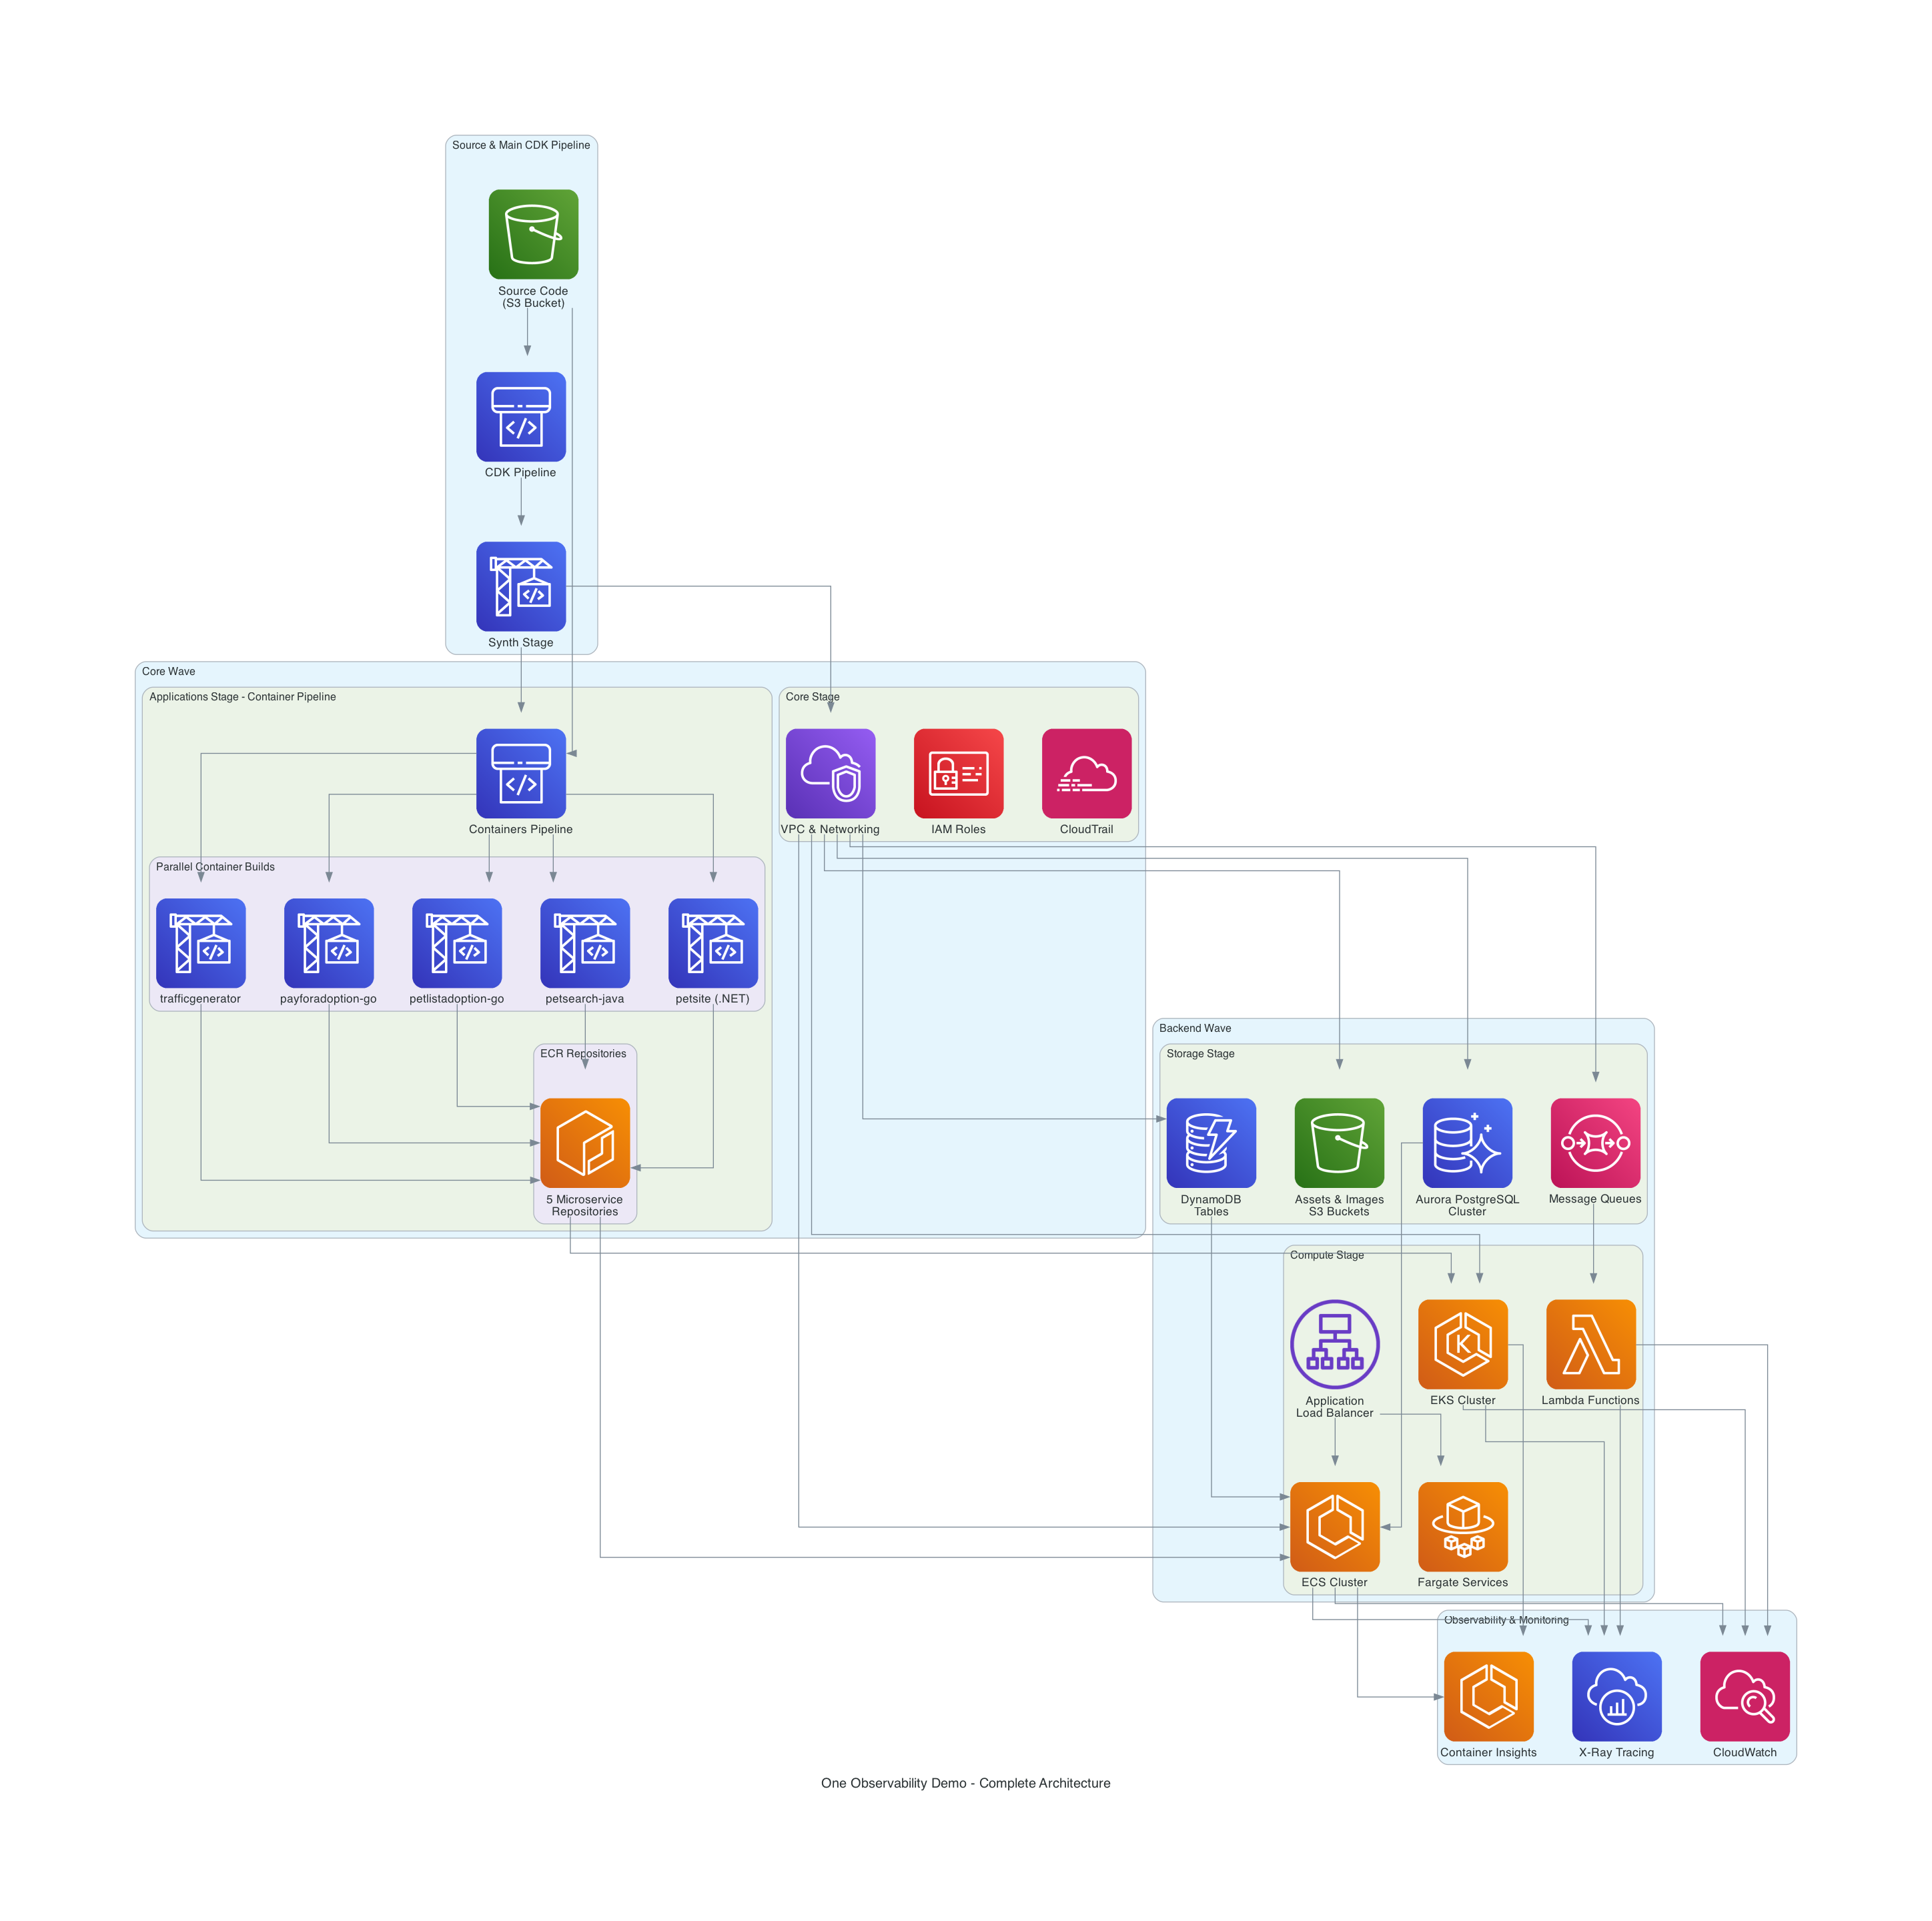 Source & Main CDK Pipeline
Source Code
(S3 Bucket)
CDK Pipeline
Synth Stage
Core Wave
Applications Stage - Container Pipeline
Core Stage
Containers Pipeline
VPC & Networking
IAM Roles
CloudTrail
Parallel Container Builds
trafficgenerator
payforadoption-go
petlistadoption-go
petsearch-java
petsite (.NET)
ECR Repositories
5 Microservice
Repositories
Backend Wave
Storage Stage
DynamoDB
Tables
Assets & Images
S3 Buckets
Aurora PostgreSQL
Cluster
Message Queues
Compute Stage
Application
Load Balancer
EKS Cluster
Lambda Functions
ECS Cluster
Fargate Services
Observability & Monitoring
Container Insights
X-Ray Tracing
CloudWatch
One Observability Demo - Complete Architecture